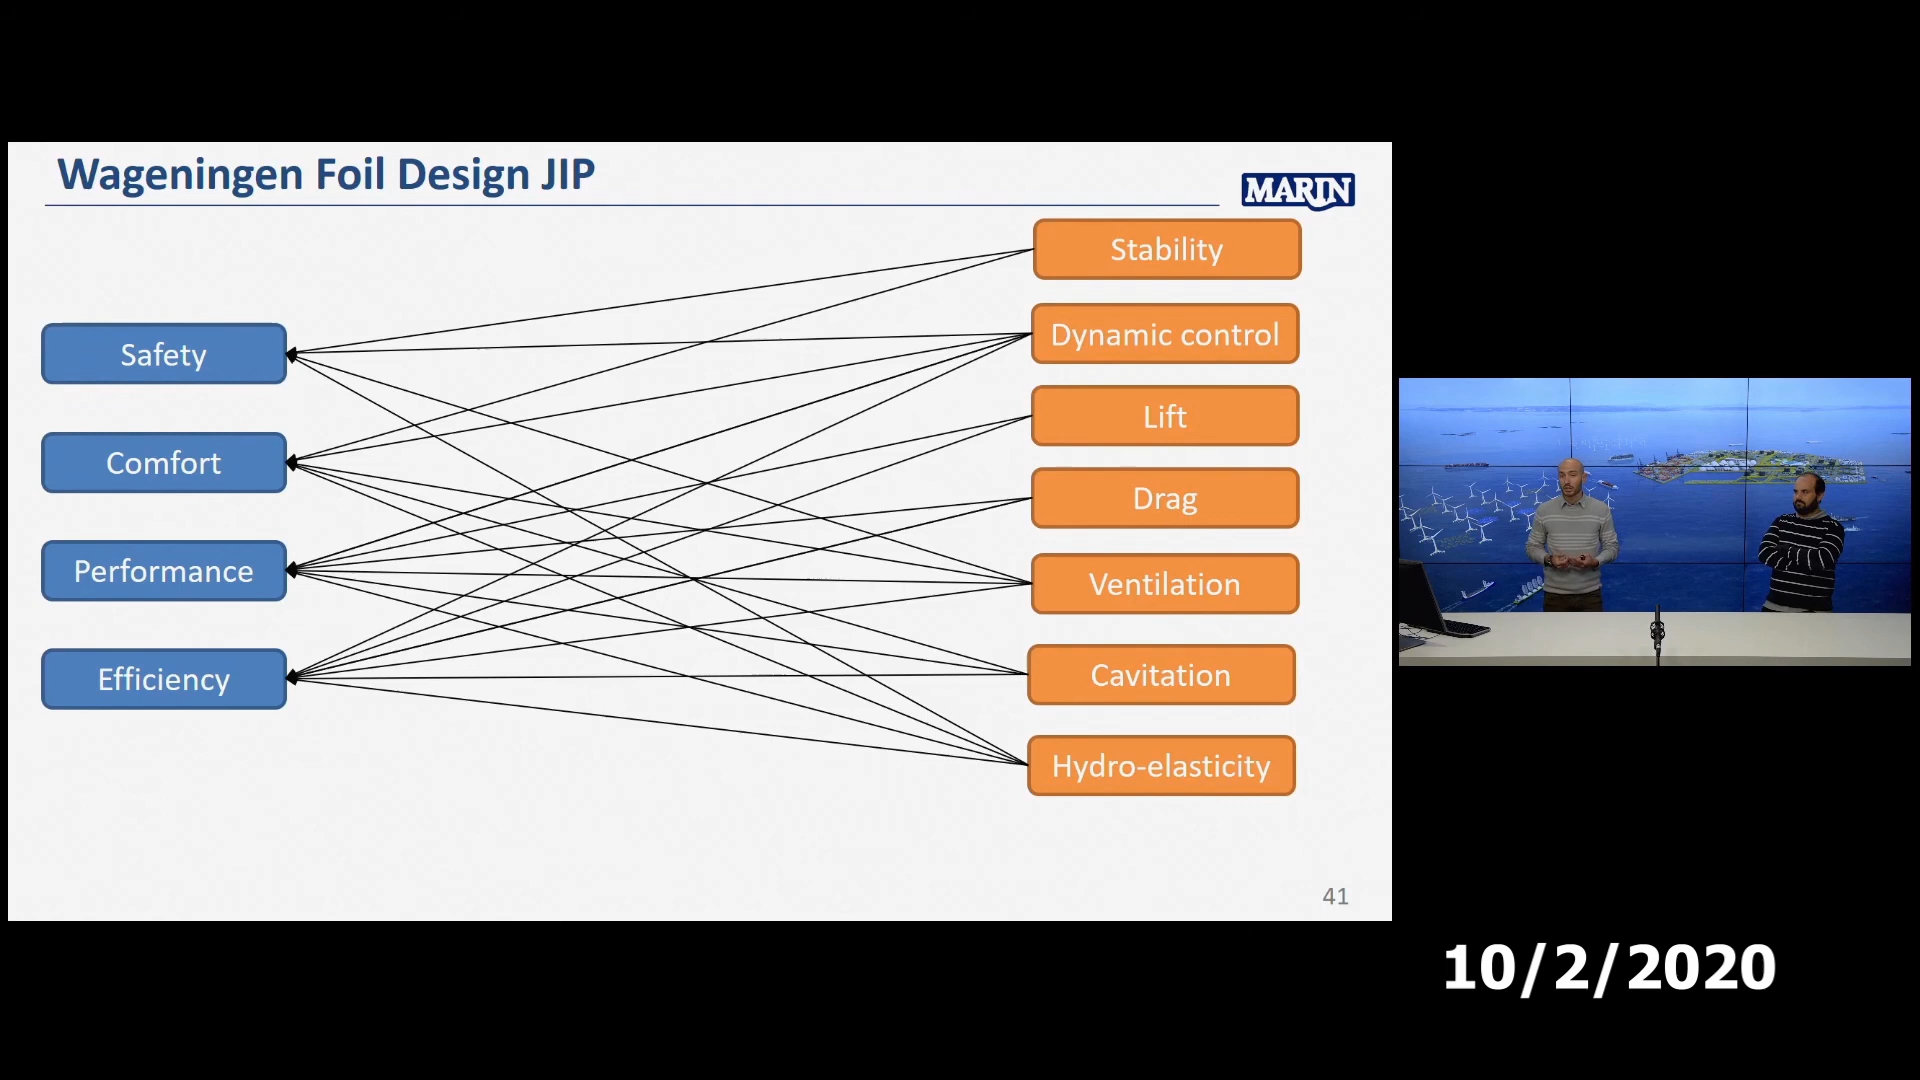 Wageningen Foil Design JIP
MARIN
Stability
Dynamic control
Safety
Lift
Comfort
Drag
Performance
Ventilation
Efficiency
Cavitation
Hydro-elasticity
41
10/2/2020